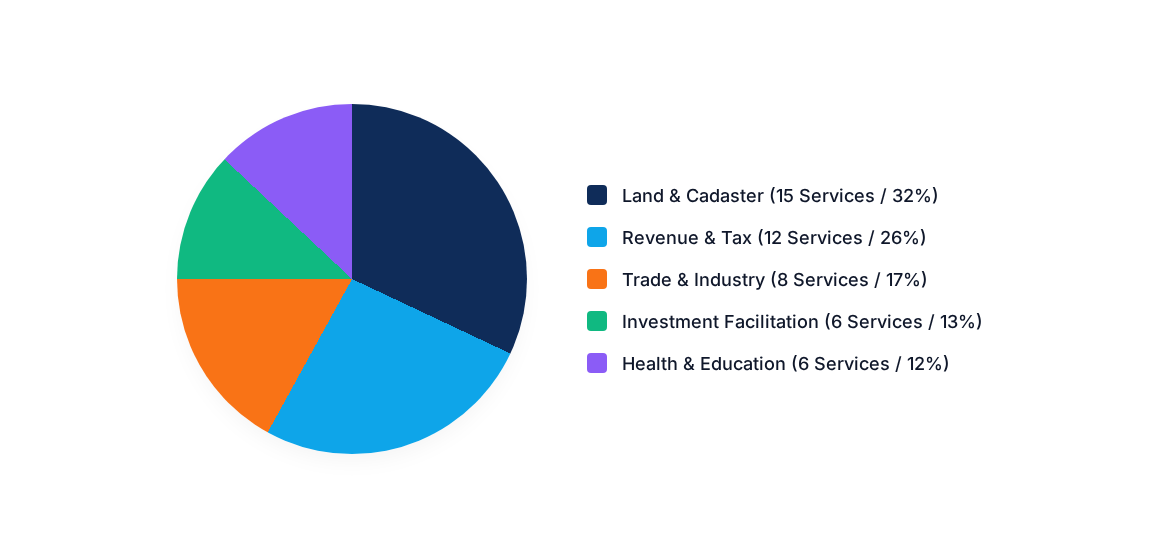 Land & Cadaster (15 Services / 32%)
Revenue & Tax (12 Services / 26%)
Trade & Industry (8 Services / 17%)
Investment Facilitation (6 Services / 13%)
Health & Education (6 Services / 12%)